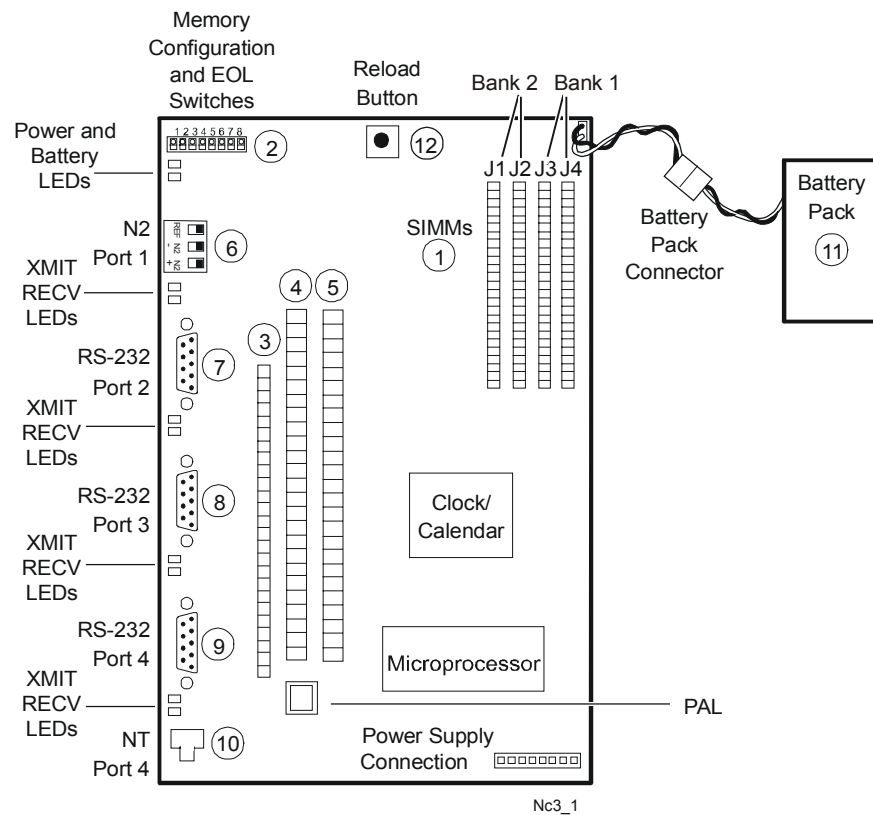 Memory
Configuration
and EOL
Switches
Reload
Button
Bank 2
Bank 1
Power and
Battery
LEDs
1 2 3 4 5 6 7 8
2
12
J1 J2 J3 J4
Battery
Pack
11
Battery
Pack
Connector
SIMMs
1
N2
Port 1
REF
- N2
+ N2
6
XMIT
RECV
LEDs
4
5
3
RS-232
Port 2
7
XMIT
RECV
LEDs
RS-232
Port 3
8
Clock/
Calendar
XMIT
RECV
LEDs
RS-232
Port 4
9
Microprocessor
XMIT
RECV
LEDs
PAL
NT
Port 4
10
Power Supply
Connection
Nc3_1